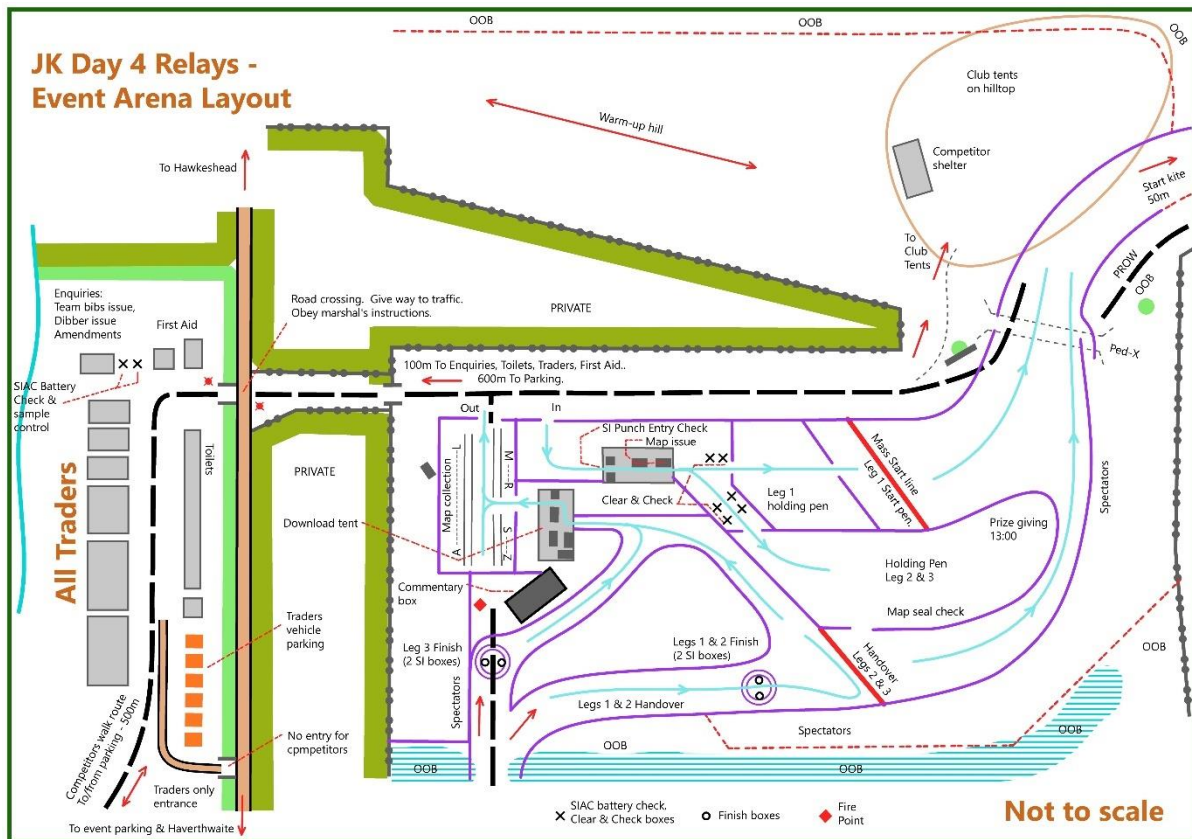 JK Day 4 Relays -
Event Arena Layout
OOB
OOB
OOB
Club tents
on hilltop
Warm-up hill
Competitor
shelter
To Hawkeshead
Start kite
50m
To
Club
Tents
PROW
OOB
Enquiries:
Team bibs issue,
Dibber issue
Amendments
First Aid
Road crossing. Give way to traffic.
Obey marshal's instructions.
PRIVATE
Ped-X
SIAC Battery
Check &
sample
control
100m To Enquiries, Toilets, Traders, First Aid..
600m To Parking.
Out
In
SI Punch Entry Check
Map issue
Mass Start line
Leg 1 Start pen.
Spectators
Toilets
PRIVATE
Map collection
A ---- L
M ---R
S ---- Z
Clear & Check
Leg 1
holding pen
Download tent
Prize giving
13:00
All Traders
Holding Pen
Leg 2 & 3
Commentary
box
Map seal check
Traders
vehicle
parking
Leg 3 Finish
(2 SI boxes)
Legs 1 & 2 Finish
(2 SI boxes)
Handover
Legs 2 & 3
OOB
Spectators
Legs 1 & 2 Handover
Spectators
Competitors walk route
To/from parking - 500m
No entry for
cpmpetitors
OOB
OOB
OOB
OOB
Traders only
entrance
To event parking & Haverthwaite
SIAC battery check,
Clear & Check boxes
Finish boxes
Fire
Point
Not to scale